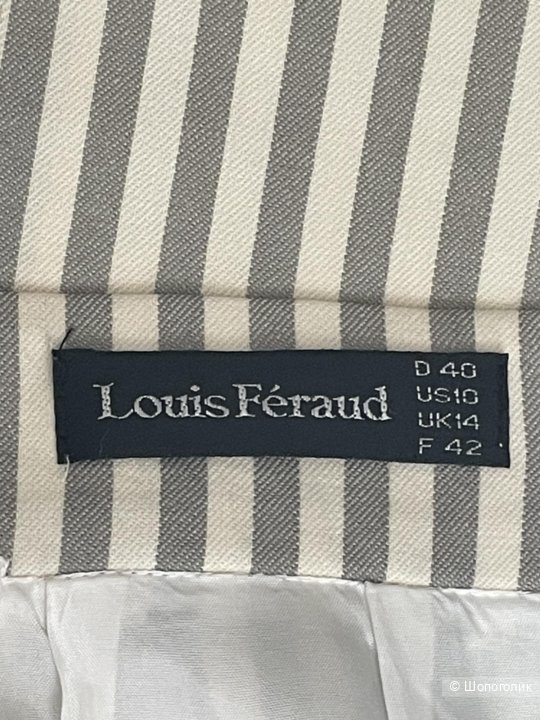 Louis Féraud
D 40
US10
UK14
F 42
© Шопоголик